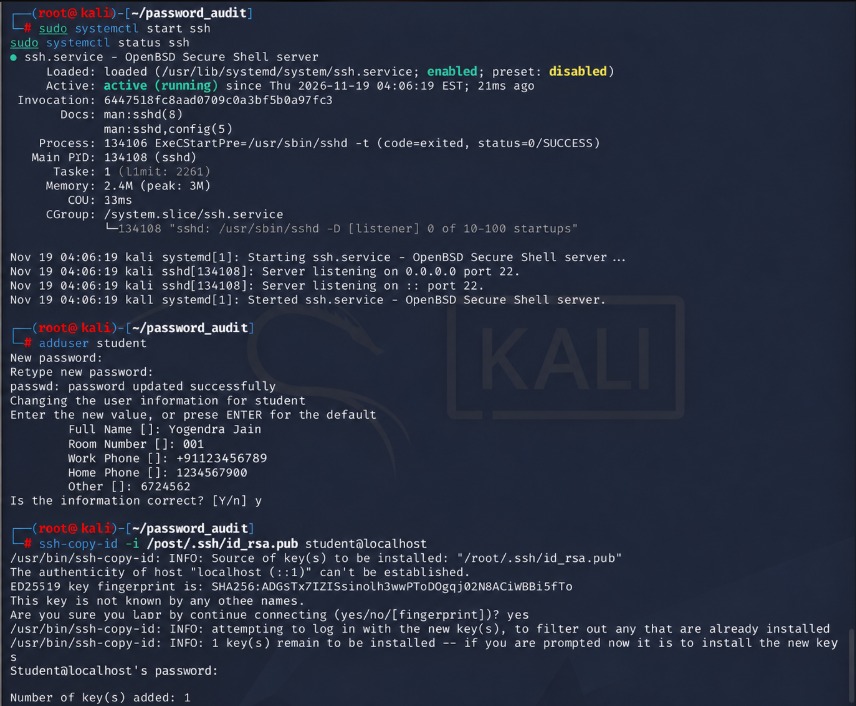 ┌──(root@kali)-[~/password_audit]
└─# sudo systemctl start ssh
sudo systemctl status ssh
● ssh.service - OpenBSD Secure Shell server
Loaded: loaded (/usr/lib/systemd/system/ssh.service; enabled; preset: disabled)
Active: active (running) since Thu 2026-11-19 04:06:19 EST; 21ms ago
Invocation: 6447518fc8aad0709c0a3bf5b0a97fc3
Docs: man:sshd(8)
man:sshd,config(5)
Process: 134106 ExeCStartPre=/usr/sbin/sshd -t (code=exited, status=0/SUCCESS)
Main PID: 134108 (sshd)
Taske: 1 (l1mit: 2261)
Memory: 2.4M (peak: 3M)
COU: 33ms
CGroup: /system.slice/ssh.service
└─134108 "sshd: /usr/sbin/sshd -D [listener] 0 of 10-100 startups"
Nov 19 04:06:19 kali systemd[1]: Starting ssh.service - OpenBSD Secure Shell server ...
Nov 19 04:06:19 kali sshd[134108]: Server listening on 0.0.0.0 port 22.
Nov 19 04:06:19 kali sshd[134108]: Server listening on :: port 22.
Nov 19 04:06:19 kall systemd[1]: Sterted ssh.service - OpenBSD Secure Shell server.
┌──(root@kali)-[~/password_audit]
└─# adduser student
New password:
Retype new password:
passwd: password updated successfully
Changing the user information for student
Enter the new value, or prese ENTER for the default
Full Name []: Yogendra Jain
Room Number []: 001
Work Phone []: +91123456789
Home Phone []: 1234567900
Other []: 6724562
Is the information correct? [Y/n] y
KALI
┌──(root@kali)-[~/password_audit]
└─# ssh-copy-id -i /post/.ssh/id_rsa.pub student@localhost
/usr/bin/ssh-copy-id: INFO: Source of key(s) to be installed: "/root/.ssh/id_rsa.pub"
The authenticity of host "localhost (::1)" can't be established.
ED25519 key fingerprint is: SHA256:ADGsTx7IZISsinolh3wwPToDOgqj02N8ACiWBBi5fTo
This key is not known by any othee names.
Are you sure you by continue connecting (yes/no/[fingerprint])? yes
/usr/bin/ssh-copy-id: INFO: attempting to log in with the new key(s), to filter out any that are already installed
/usr/bin/ssh-copy-id: INFO: 1 key(s) remain to be installed -- if you are prompted now it is to install the new key
s
Student@localhost's password:
Number of key(s) added: 1